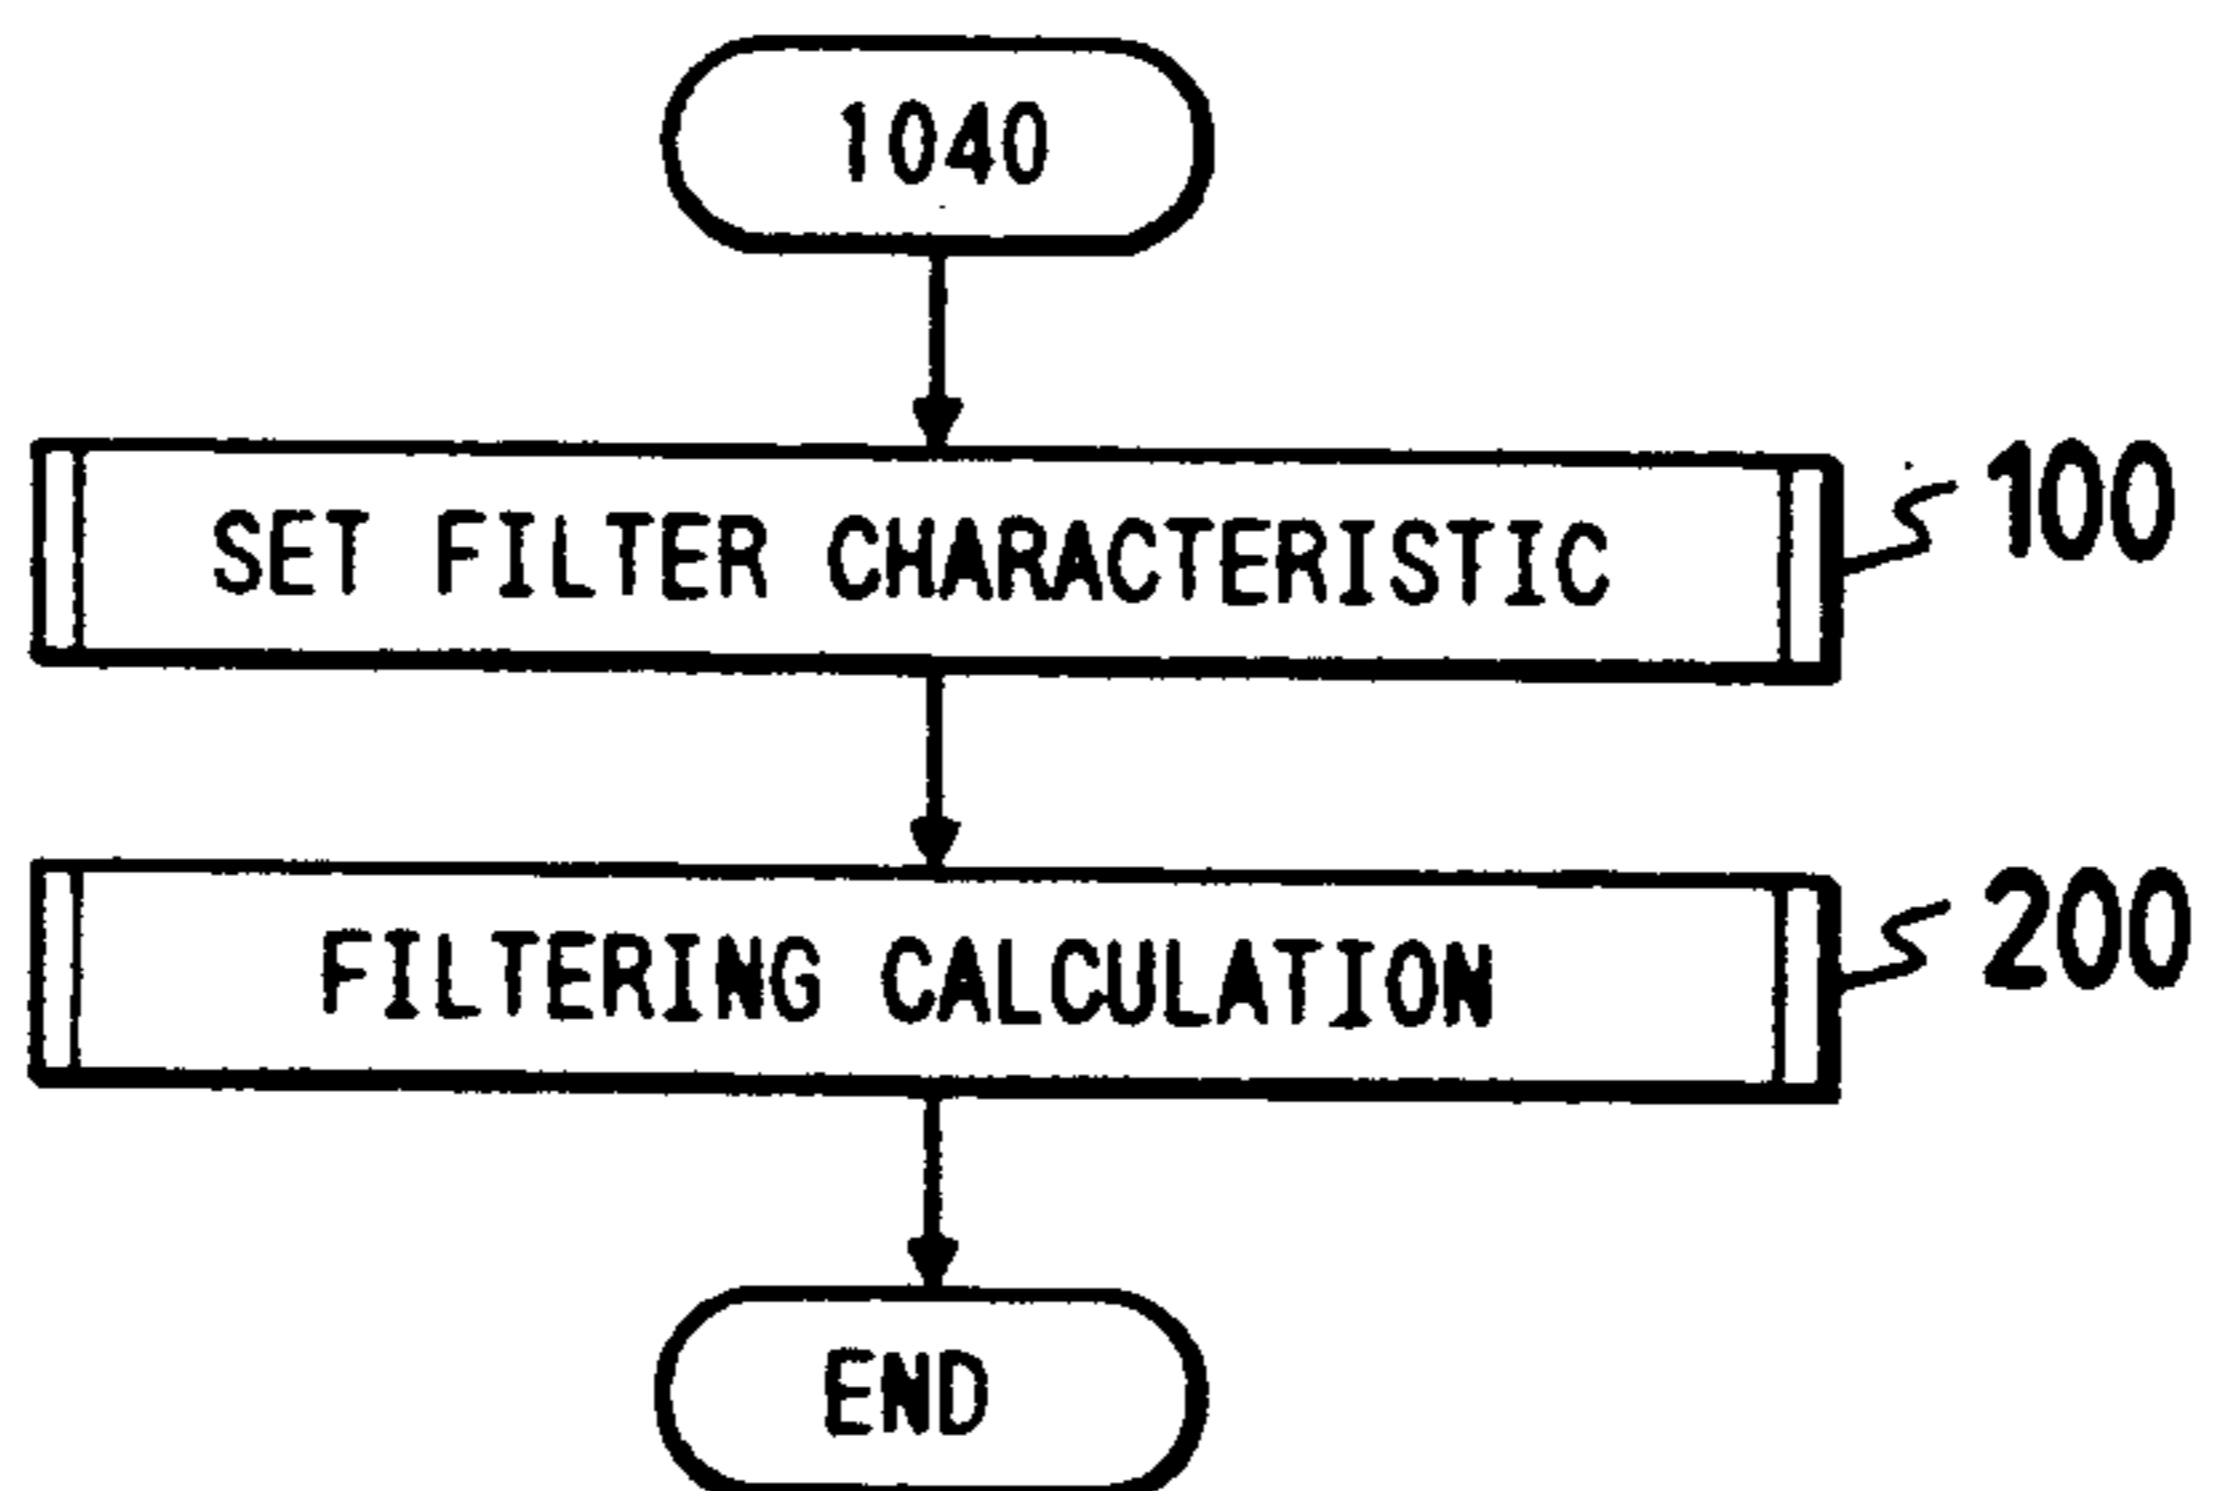 1040
SET FILTER CHARACTERISTIC
100
FILTERING CALCULATION
200
END